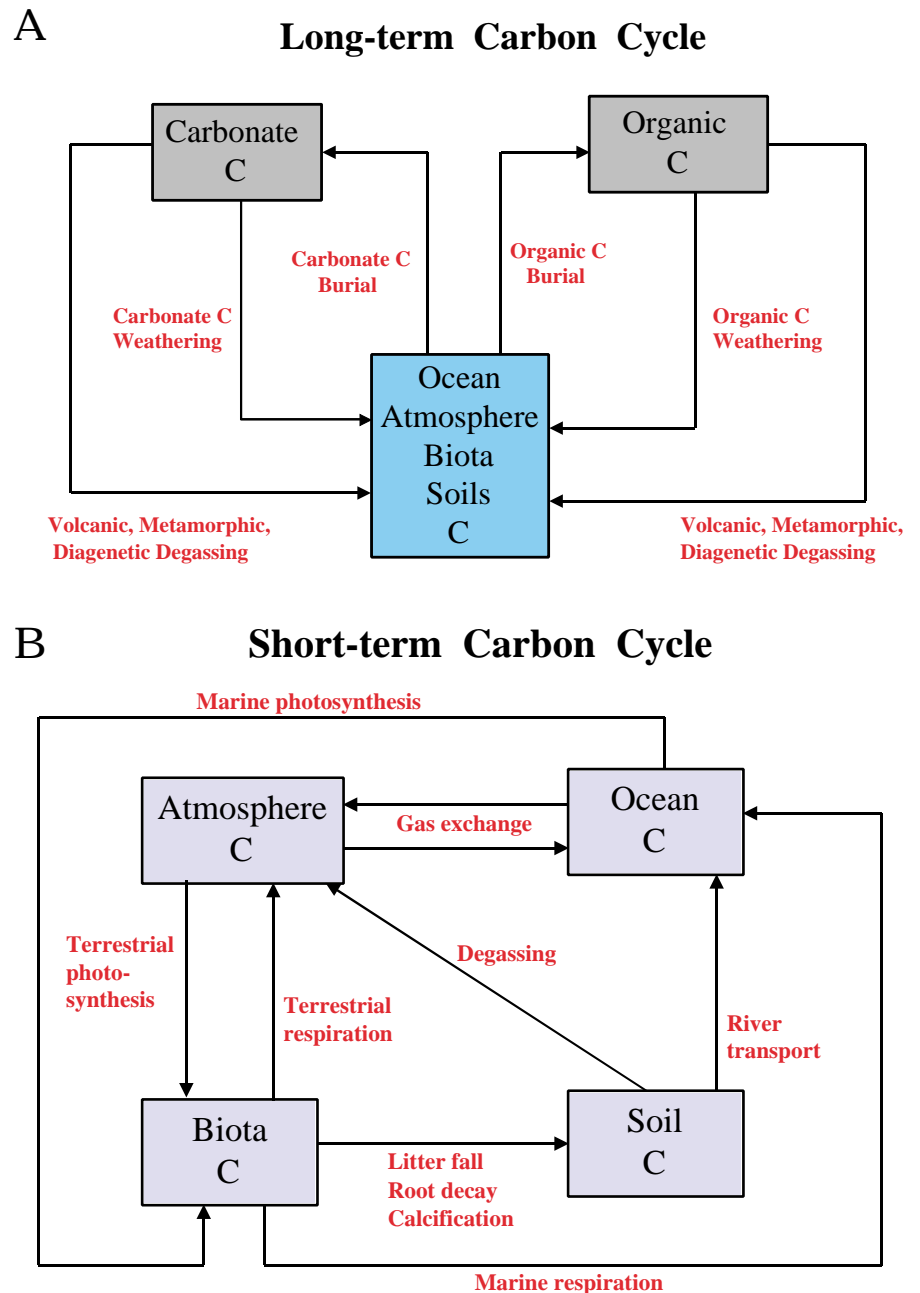 A
Long-term Carbon Cycle
Carbonate
C
Organic
C
Carbonate C
Burial
Organic C
Burial
Carbonate C
Weathering
Organic C
Weathering
Ocean
Atmosphere
Biota
Soils
C
Volcanic, Metamorphic,
Diagenetic Degassing
Volcanic, Metamorphic,
Diagenetic Degassing
B
Short-term Carbon Cycle
Marine photosynthesis
Atmosphere
C
Gas exchange
Ocean
C
Terrestrial
photo-
synthesis
Terrestrial
respiration
Degassing
River
transport
Biota
C
Litter fall
Root decay
Calcification
Soil
C
Marine respiration